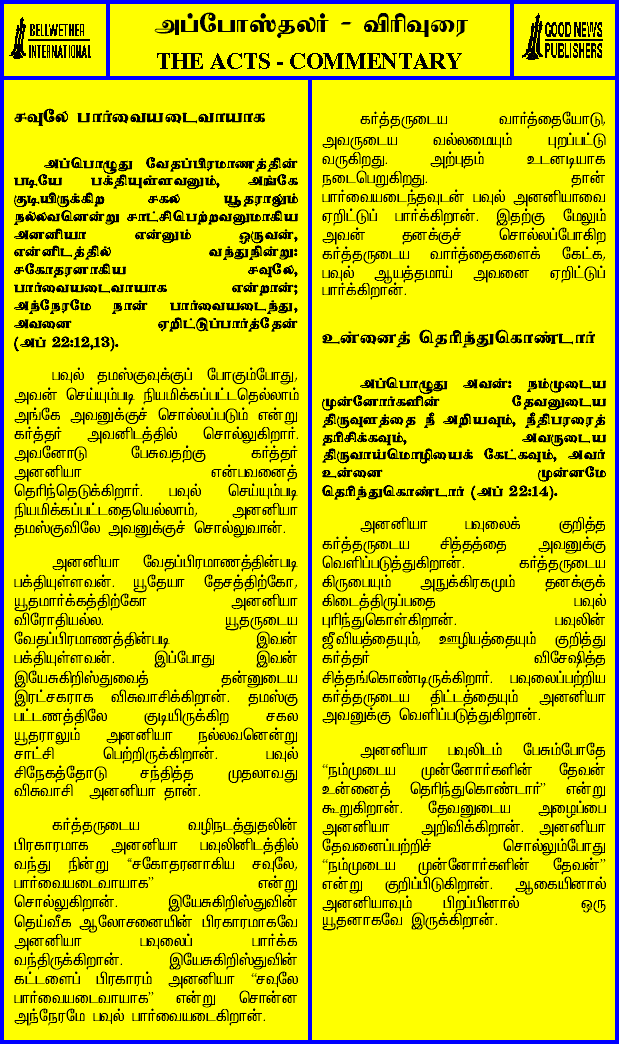 BELLWETHER
INTERNATIONAL
அப்போஸ்தலர் - விரிவுரை
THE ACTS - COMMENTARY
GOOD NEWS
PUBLISHERS
சவுலே பார்வையடைவாயாக
அப்பொழுது வேதப்பிரமாணத்தின்
படியே பக்தியுள்ளவனும், அங்கே
குடியிருக்கிற சகல யூதராலும்
நல்லவனென்று சாட்சிபெற்றவனுமாகிய
அனனியா என்னும் ஒருவன்,
என்னிடத்தில் வந்துநின்று:
சகோதரனாகிய சவுலே,
பார்வையடைவாயாக என்றான்;
அந்நேரமே நான் பார்வையடைந்து,
அவனை ஏறிட்டுப்பார்த்தேன்
(அப் 22:12,13).
பவுல் தமஸ்குவுக்குப் போகும்போது,
அவன் செய்யும்படி நியமிக்கப்பட்டதெல்லாம்
அங்கே அவனுக்குச் சொல்லப்படும் என்று
கர்த்தர் அவனிடத்தில் சொல்லுகிறார்.
அவனோடு பேசுவதற்கு கர்த்தர்
அனனியா என்பவனைத்
தெரிந்தெடுக்கிறார். பவுல் செய்யும்படி
நியமிக்கப்பட்டதையெல்லாம், அனனியா
தமஸ்குவிலே அவனுக்குச் சொல்லுவான்.
அனனியா வேதப்பிரமாணத்தின்படி
பக்தியுள்ளவன். யூதேயா தேசத்திற்கோ,
யூதமார்க்கத்திற்கோ அனனியா
விரோதியல்ல. யூதருடைய
வேதப்பிரமாணத்தின்படி இவன்
பக்தியுள்ளவன். இப்போது இவன்
இயேசுகிறிஸ்துவைத் தன்னுடைய
இரட்சகராக விசுவாசிக்கிறான். தமஸ்கு
பட்டணத்திலே குடியிருக்கிற சகல
யூதராலும் அனனியா நல்லவனென்று
சாட்சி பெற்றிருக்கிறான். பவுல்
சிநேகத்தோடு சந்தித்த முதலாவது
விசுவாசி அனனியா தான்.
கர்த்தருடைய வழிநடத்துதலின்
பிரகாரமாக அனனியா பவுலினிடத்தில்
வந்து நின்று “சகோதரனாகிய சவுலே,
பார்வையடைவாயாக” என்று
சொல்லுகிறான். இயேசுகிறிஸ்துவின்
தெய்வீக ஆலோசனையின் பிரகாரமாகவே
அனனியா பவுலைப் பார்க்க
வந்திருக்கிறான். இயேசுகிறிஸ்துவின்
கட்டளைப் பிரகாரம் அனனியா “சவுலே
பார்வையடைவாயாக” என்று சொன்ன
அந்நேரமே பவுல் பார்வையடைகிறான்.
கர்த்தருடைய வார்த்தையோடு,
அவருடைய வல்லமையும் புறப்பட்டு
வருகிறது. அற்புதம் உடனடியாக
நடைபெறுகிறது. தான்
பார்வையடைந்தவுடன் பவுல் அனனியாவை
ஏறிட்டுப் பார்க்கிறான். இதற்கு மேலும்
அவன் தனக்குச் சொல்லப்போகிற
கர்த்தருடைய வார்த்தைகளைக் கேட்க,
பவுல் ஆயத்தமாய் அவனை ஏறிட்டுப்
பார்க்கிறான்.
உன்னைத் தெரிந்துகொண்டார்
அப்பொழுது அவன்: நம்முடைய
முன்னோர்களின் தேவனுடைய
திருவுளத்தை நீ அறியவும், நீதிபரரைத்
தரிசிக்கவும், அவருடைய
திருவாய்மொழியைக் கேட்கவும், அவர்
உன்னை முன்னமே
தெரிந்துகொண்டார் (அப் 22:14).
அனனியா பவுலைக் குறித்த
கர்த்தருடைய சித்தத்தை அவனுக்கு
வெளிப்படுத்துகிறான். கர்த்தருடைய
கிருபையும் அநுக்கிரகமும் தனக்குக்
கிடைத்திருப்பதை பவுல்
புரிந்துகொள்கிறான். பவுலின்
ஜீவியத்தையும், ஊழியத்தையும் குறித்து
கர்த்தர் விசேஷித்த
சித்தங்கொண்டிருக்கிறார். பவுலைப்பற்றிய
கர்த்தருடைய திட்டத்தையும் அனனியா
அவனுக்கு வெளிப்படுத்துகிறான்.
அனனியா பவுலிடம் பேசும்போதே
“நம்முடைய முன்னோர்களின் தேவன்
உன்னைத் தெரிந்துகொண்டார்” என்று
கூறுகிறான். தேவனுடைய அழைப்பை
அனனியா அறிவிக்கிறான். அனனியா
தேவனைப்பற்றிச் சொல்லும்போது
“நம்முடைய முன்னோர்களின் தேவன்”
என்று குறிப்பிடுகிறான். ஆகையினால்
அனனியாவும் பிறப்பினால் ஒரு
யூதனாகவே இருக்கிறான்.